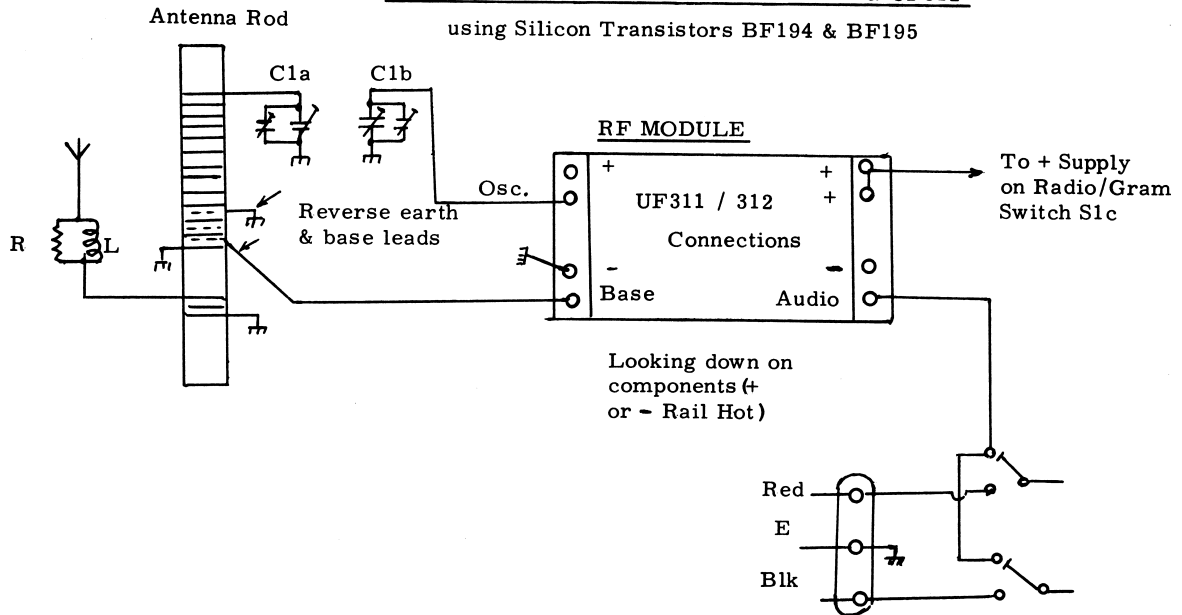 Antenna Rod
using Silicon Transistors BF194 & BF195
C1a
C1b
RF MODULE
+
+
+
To + Supply
on Radio/Gram
Switch S1c
Osc.
UF311 / 312
Connections
Reverse earth
& base leads
R
L
-
-
Base
Audio
Looking down on
components (+
or - Rail Hot)
Red
E
Blk